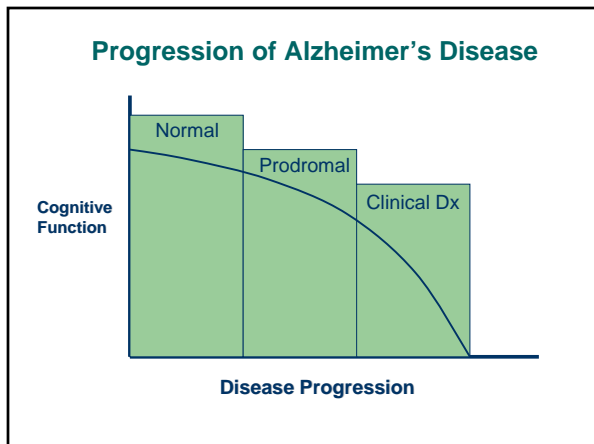 Progression of Alzheimer’s Disease
Normal
Prodromal
Clinical Dx
Cognitive
Function
Disease Progression